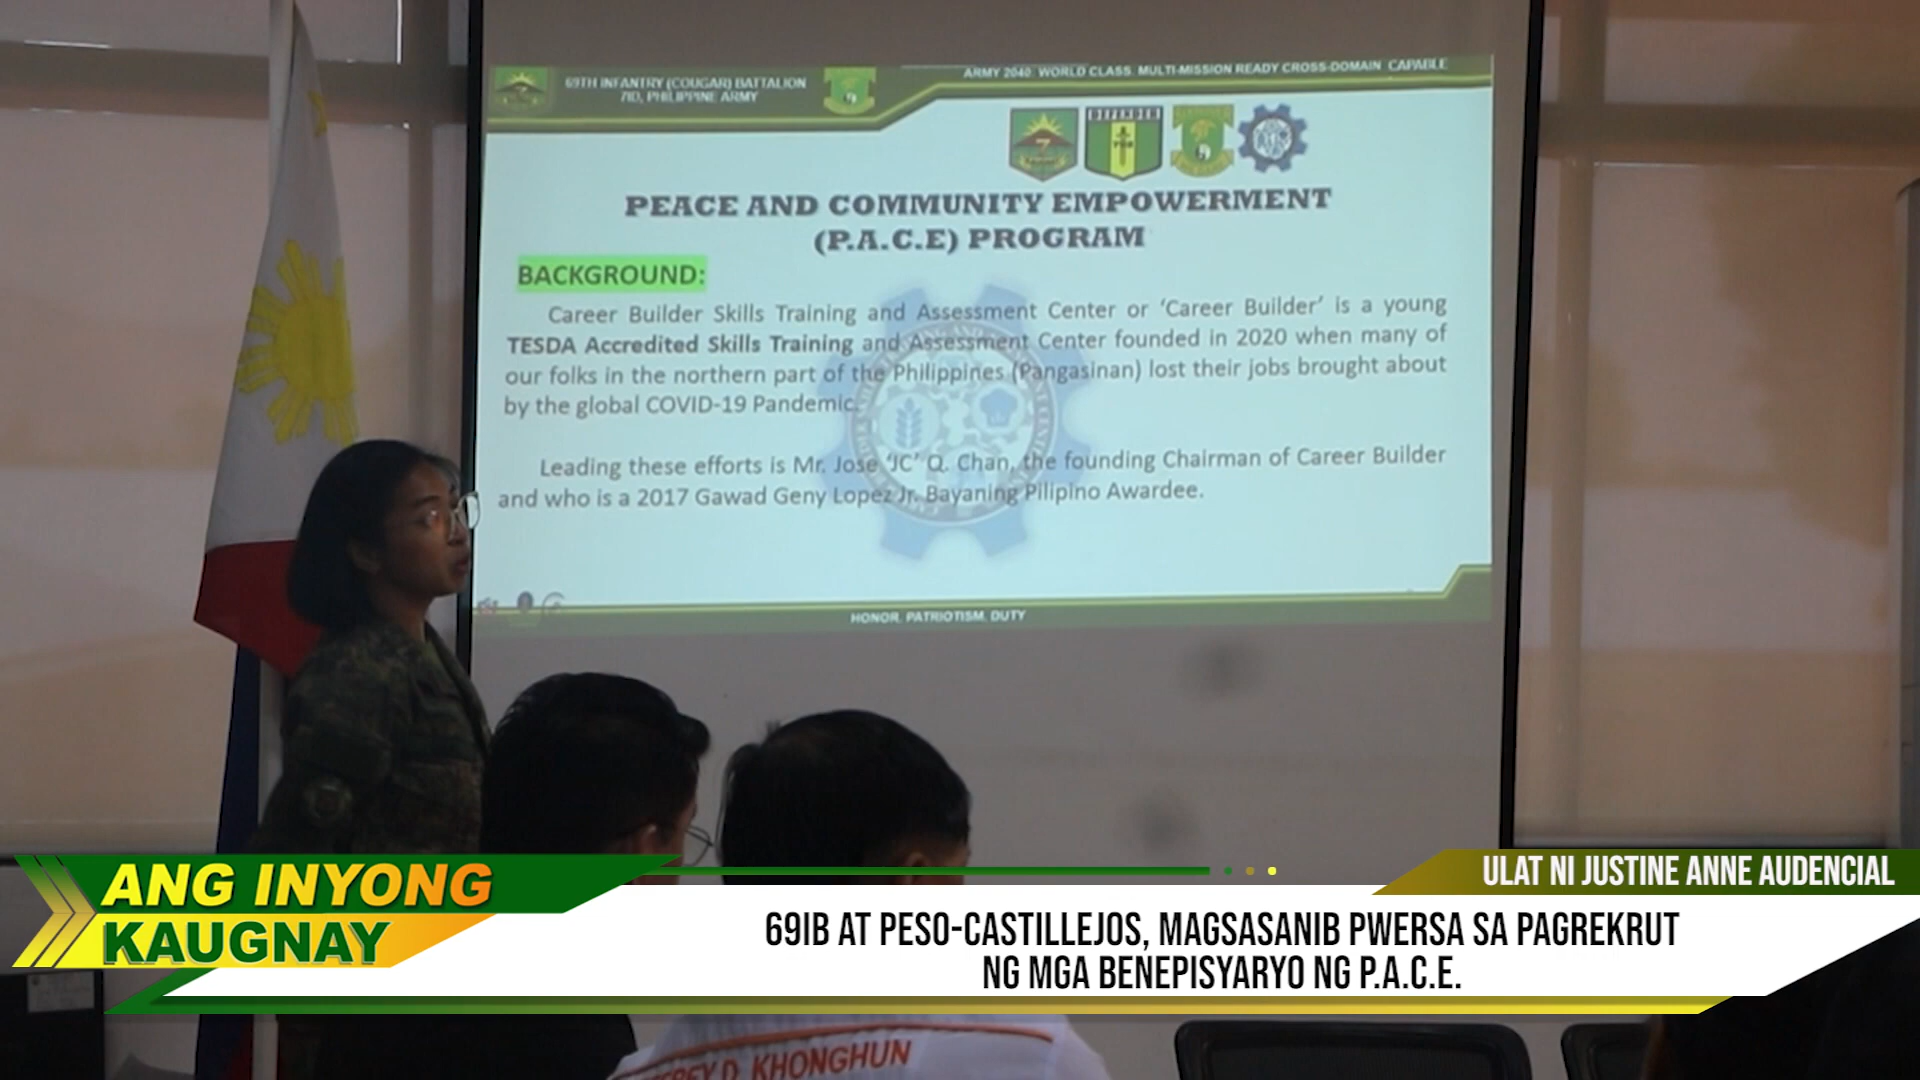 69TH INFANTRY (COUGAR) BATTALION
7ID, PHILIPPINE ARMY
ARMY 2040: WORLD CLASS, MULTI-MISSION READY CROSS-DOMAIN CAPABLE
DEFENDER
PEACE AND COMMUNITY EMPOWERMENT
(P.A.C.E) PROGRAM
BACKGROUND:
Career Builder Skills Training and Assessment Center or ‘Career Builder’ is a young
TESDA Accredited Skills Training and Assessment Center founded in 2020 when many of
our folks in the northern part of the Philippines (Pangasinan) lost their jobs brought about
by the global COVID-19 Pandemic.
Leading these efforts is Mr. Jose ‘JC’ Q. Chan, the founding Chairman of Career Builder
and who is a 2017 Gawad Geny Lopez Jr. Bayaning Pilipino Awardee.
HONOR. PATRIOTISM. DUTY
ANG INYONG
KAUGNAY
ULAT NI JUSTINE ANNE AUDENCIAL
69IB AT PESO-CASTILLEJOS, MAGSASANIB PWERSA SA PAGREKRUT
NG MGA BENEPISYARYO NG P.A.C.E.
D. KHONGHUN